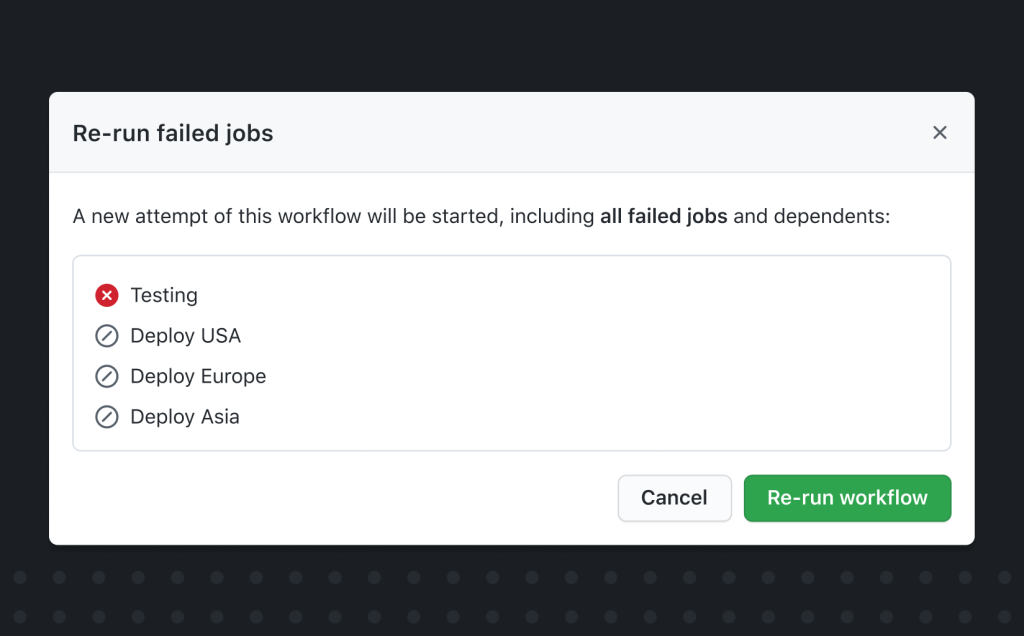 Re-run failed jobs
A new attempt of this workflow will be started, including all failed jobs and dependents:
Testing
Deploy USA
Deploy Europe
Deploy Asia
Cancel
Re-run workflow